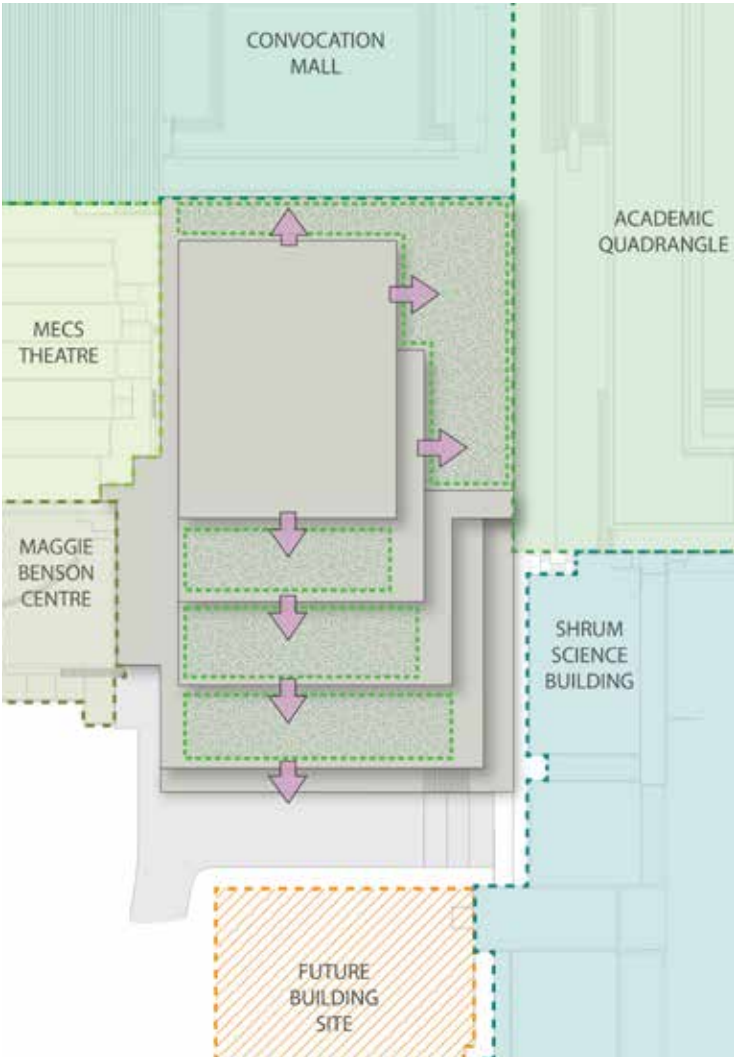 CONVOCATION
MALL
ACADEMIC
QUADRANGLE
MECS
THEATRE
MAGGIE
BENSON
CENTRE
SHRUM
SCIENCE
BUILDING
FUTURE
BUILDING
SITE